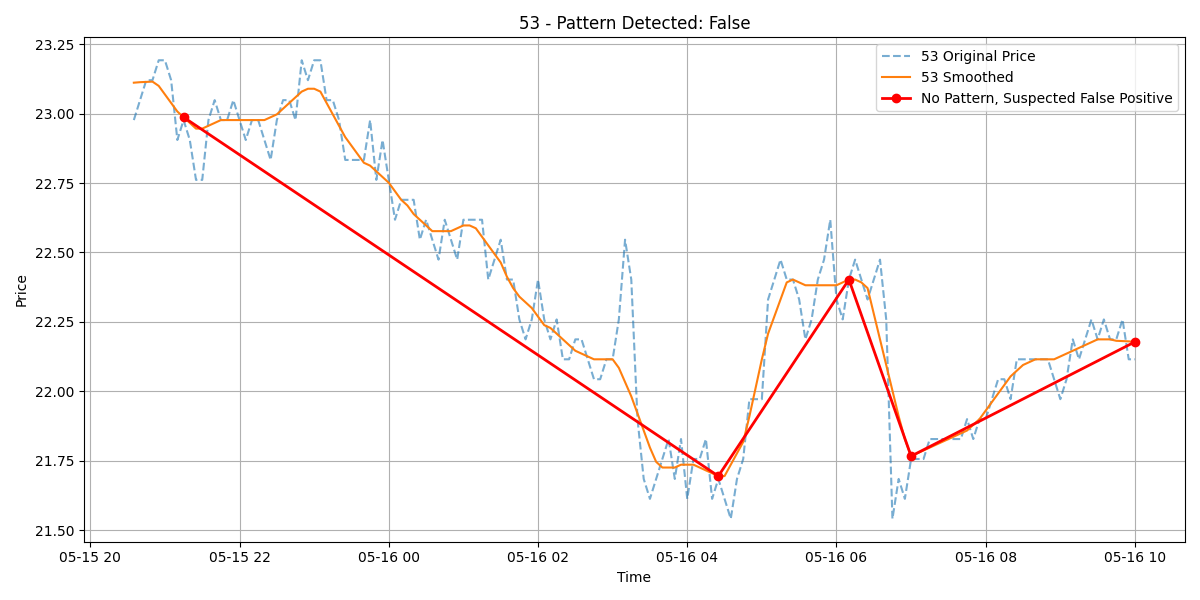 53 - Pattern Detected: False
53 Original Price
53 Smoothed
No Pattern, Suspected False Positive
Price
23.25
23.00
22.75
22.50
22.25
22.00
21.75
21.50
05-15 20 05-15 22 05-16 00 05-16 02 05-16 04 05-16 06 05-16 08 05-16 10
Time